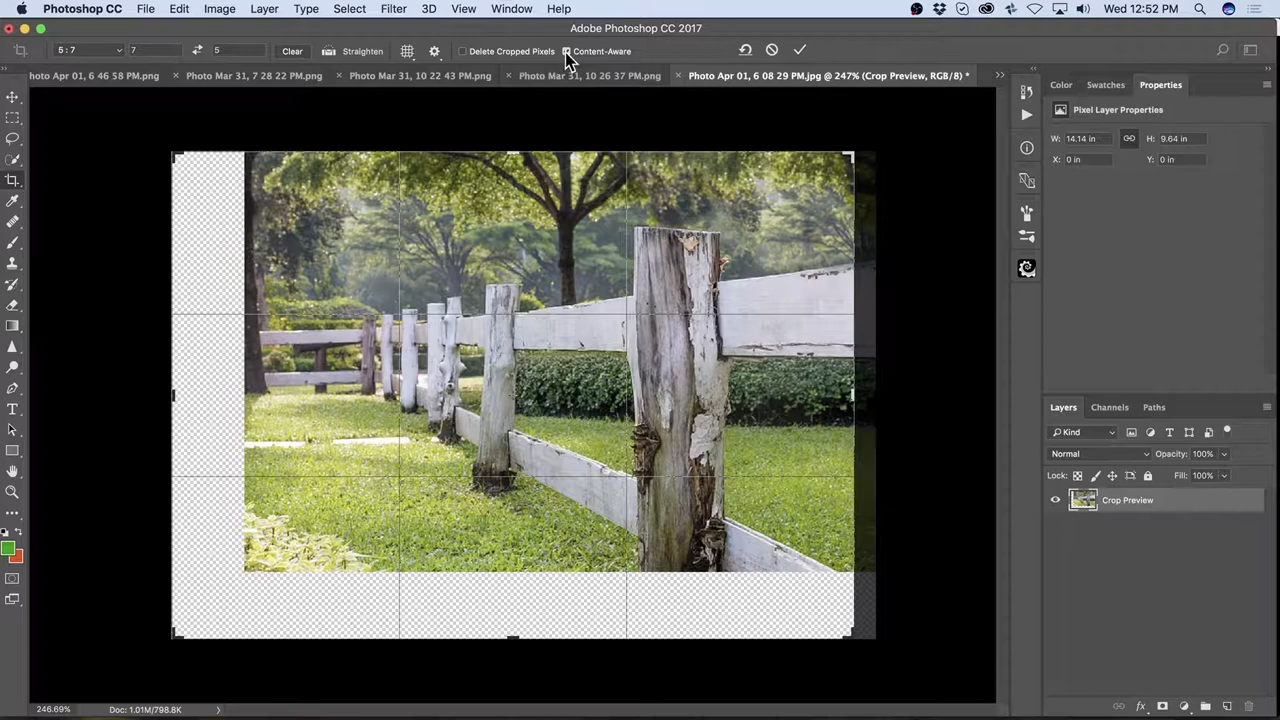 Photoshop CC File Edit Image Layer Type Select Filter 3D View Window Help Wed 12:52 PM
Adobe Photoshop CC 2017
5 : 7 7 5 Clear Straighten Delete Cropped Pixels Content-Aware
hoto Apr 01, 6 46 58 PM.png × Photo Mar 31, 7 28 22 PM.png × Photo Mar 31, 10 22 43 PM.png × Photo Mar 31, 10 26 37 PM.png × Photo Apr 01, 6 08 29 PM.jpg @ 247% (Crop Preview, RGB/8) *
Color Swatches Properties
Pixel Layer Properties
W: 14.14 in H: 9.64 in
X: 0 in Y: 0 in
Layers Channels Paths
Kind
Normal Opacity: 100%
Lock: Fill: 100%
Crop Preview
246.69% Doc: 1.01M/798.8K